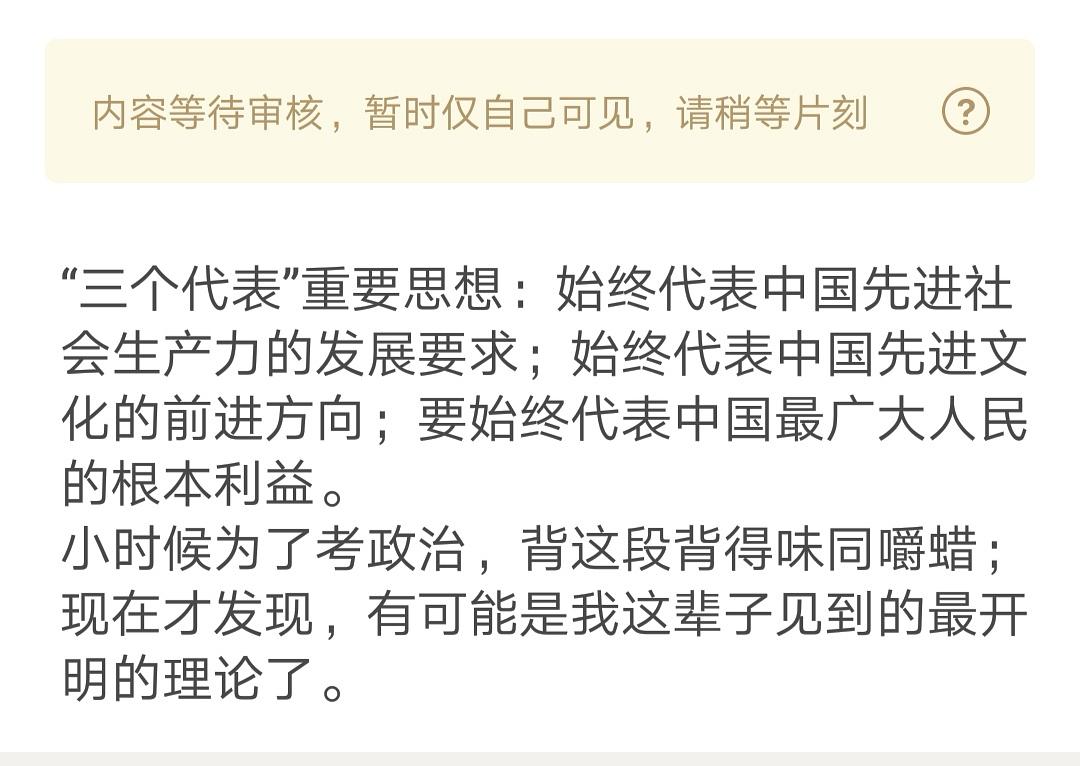 内容等待审核，暂时仅自己可见，请稍等片刻
?
“三个代表”重要思想：始终代表中国先进社
会生产力的发展要求；始终代表中国先进文
化的前进方向；要始终代表中国最广大人民
的根本利益。
小时候为了考政治，背这段背得味同嚼蜡；
现在才发现，有可能是我这辈子见到的最开
明的理论了。